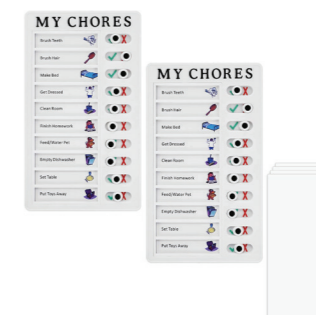 MY CHORES
Brush Teeth
Brush Hair
Make Bed
Get Dressed
Clean Room
Finish Homework
Feed/Water Pet
Empty Dishwasher
Set Table
Put Toys Away
MY CHORES
Brush Teeth
Brush Hair
Make Bed
Get Dressed
Clean Room
Finish Homework
Feed/Water Pet
Empty Dishwasher
Set Table
Put Toys Away